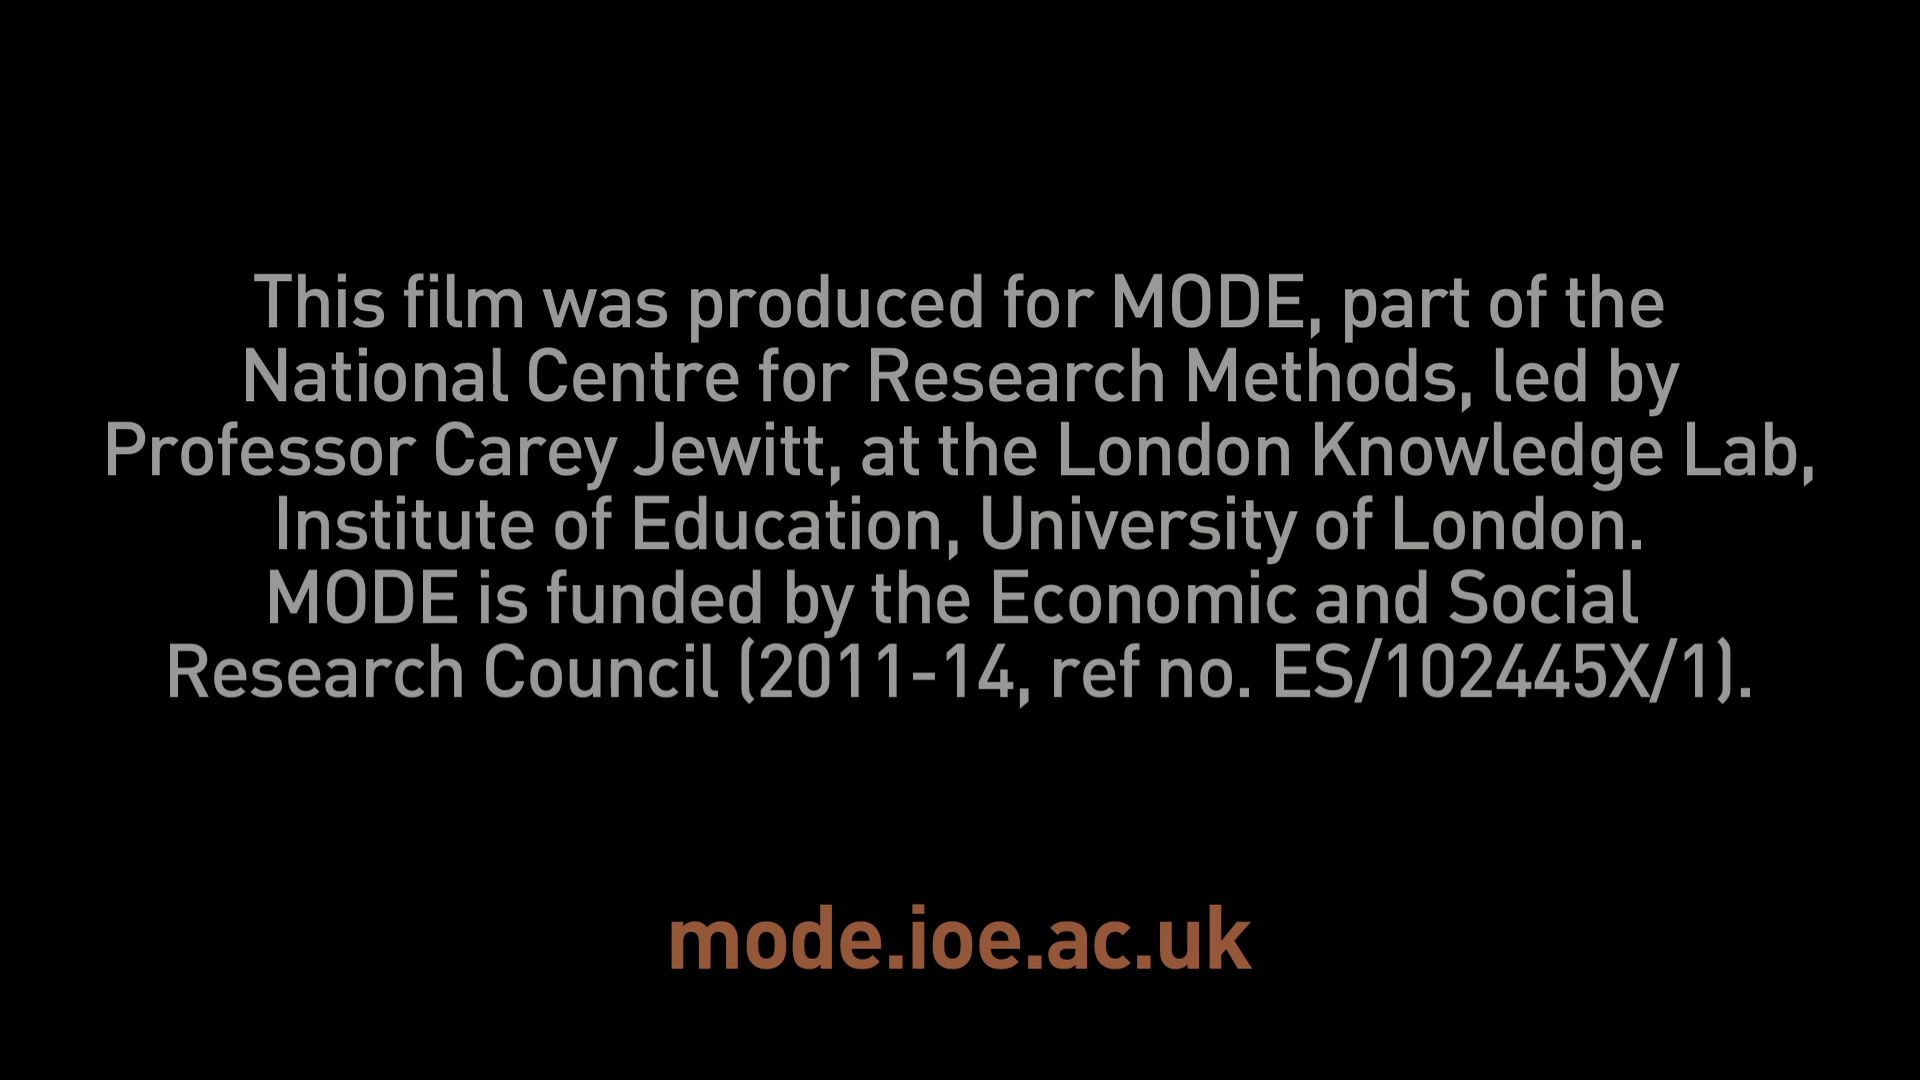 This film was produced for MODE, part of the
National Centre for Research Methods, led by
Professor Carey Jewitt, at the London Knowledge Lab,
Institute of Education, University of London.
MODE is funded by the Economic and Social
Research Council (2011-14, ref no. ES/102445X/1).
mode.ioe.ac.uk